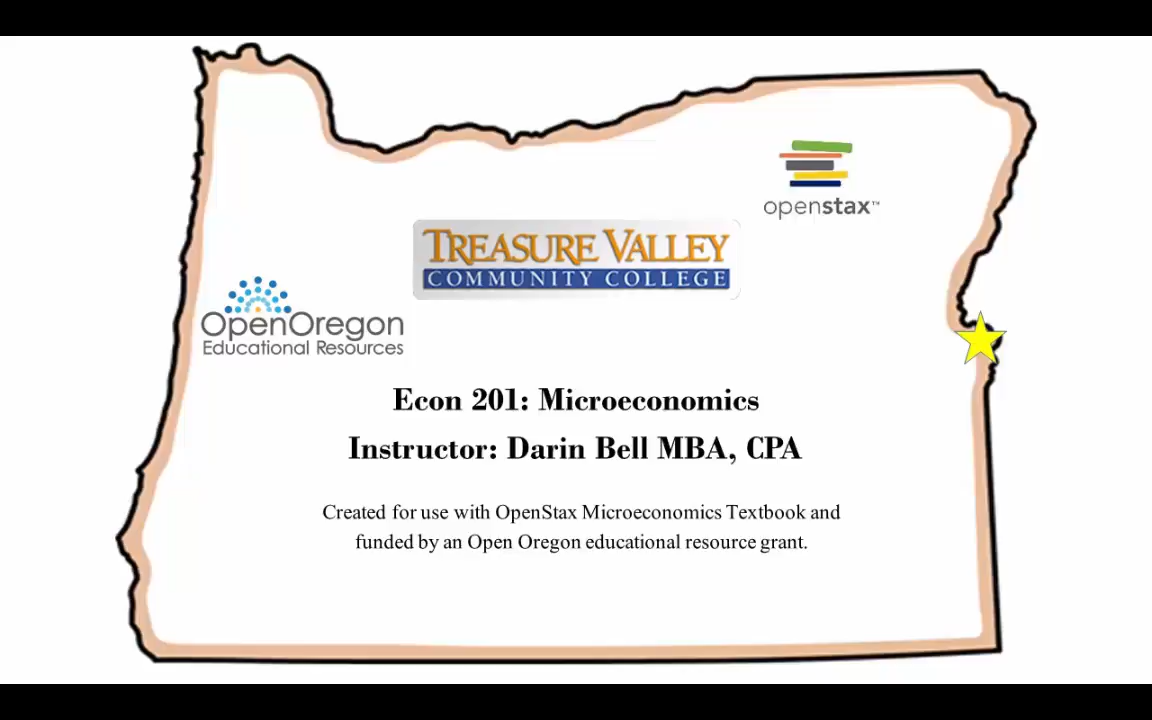 openstax™
TREASURE VALLEY
COMMUNITY COLLEGE
OpenOregon
Educational Resources
Econ 201: Microeconomics
Instructor: Darin Bell MBA, CPA
Created for use with OpenStax Microeconomics Textbook and
funded by an Open Oregon educational resource grant.